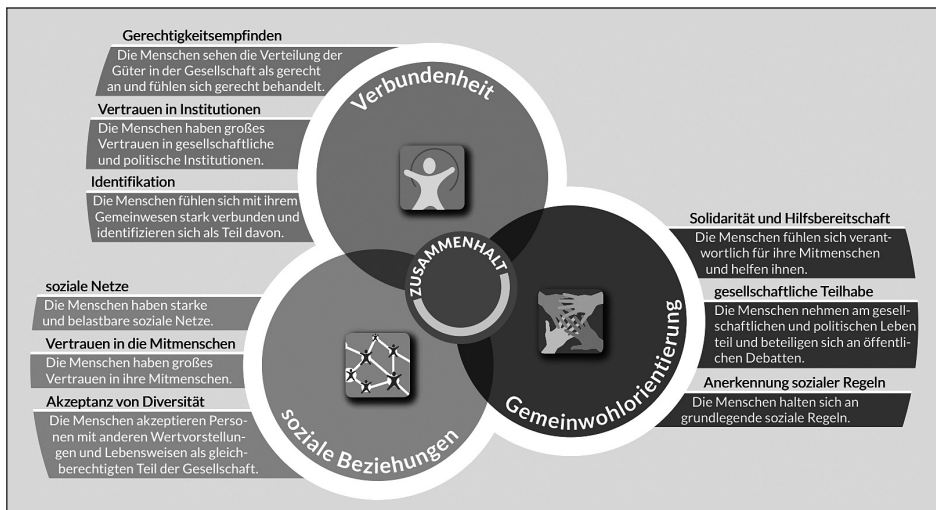 Gerechtigkeitsempfinden
Die Menschen sehen die Verteilung der
Güter in der Gesellschaft als gerecht
an und fühlen sich gerecht behandelt.
Vertrauen in Institutionen
Die Menschen haben großes
Vertrauen in gesellschaftliche
und politische Institutionen.
Identifikation
Die Menschen fühlen sich mit ihrem
Gemeinwesen stark verbunden und
identifizieren sich als Teil davon.
Verbundenheit
soziale Netze
Die Menschen haben starke
und belastbare soziale Netze.
Vertrauen in die Mitmenschen
Die Menschen haben großes
Vertrauen in ihre Mitmenschen.
Akzeptanz von Diversität
Die Menschen akzeptieren Perso-
nen mit anderen Wertvorstellun-
gen und Lebensweisen als gleich-
berechtigten Teil der Gesellschaft.
soziale Beziehungen
ZUSAMMENHALT
Gemeinwohlorientierung
Solidarität und Hilfsbereitschaft
Die Menschen fühlen sich verant-
wortlich für ihre Mitmenschen
und helfen ihnen.
gesellschaftliche Teilhabe
Die Menschen nehmen am gesell-
schaftlichen und politischen Leben
teil und beteiligen sich an öffentli-
chen Debatten.
Anerkennung sozialer Regeln
Die Menschen halten sich an
grundlegende soziale Regeln.